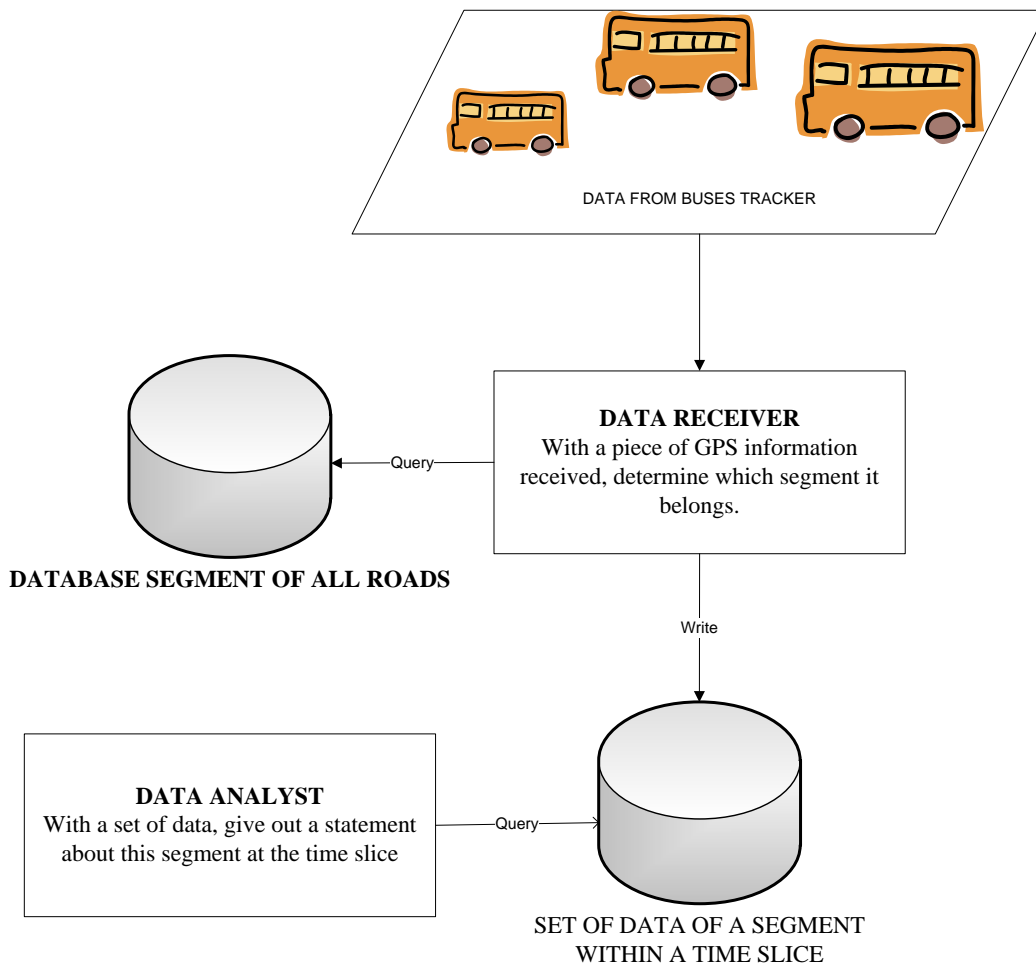 DATA FROM BUSES TRACKER
DATA RECEIVER
With a piece of GPS information
received, determine which segment it
belongs.
Query
DATABASE SEGMENT OF ALL ROADS
Write
DATA ANALYST
With a set of data, give out a statement
about this segment at the time slice
Query
SET OF DATA OF A SEGMENT
WITHIN A TIME SLICE